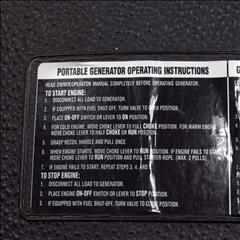 PORTABLE GENERATOR OPERATING INSTRUCTIONS
READ OWNER/OPERATOR MANUAL COMPLETELY BEFORE OPERATING GENERATOR.
TO START ENGINE:
1. DISCONNECT ALL LOAD TO GENERATOR.
2. IF EQUIPPED WITH FUEL SHUT-OFF, TURN VALVE TO OPEN POSITION.
3. PLACE ON-OFF SWITCH OR LEVER TO ON POSITION.
4. FOR COLD ENGINE, MOVE CHOKE LEVER TO FULL CHOKE POSITION, FOR WARM ENGINE
MOVE CHOKE LEVER TO HALF CHOKE OR RUN POSITION.
5. GRASP RECOIL HANDLE AND PULL ONCE.
6. WHEN ENGINE STARTS, MOVE CHOKE LEVER TO RUN POSITION. IF ENGINE FAILS TO START
MOVE CHOKE LEVER TO RUN POSITION AND PULL STARTER ROPE. (MAX. 2 PULLS)
7. IF ENGINE FAILS TO START, REPEAT STEPS 3, 4, AND 5.
TO STOP ENGINE:
1. DISCONNECT ALL LOAD TO GENERATOR.
2. PLACE ENGINE ON-OFF SWITCH OR LEVER TO STOP POSITION.
3. IF EQUIPPED WITH FUEL SHUT-OFF, TURN VALVE TO CLOSE POSITION.